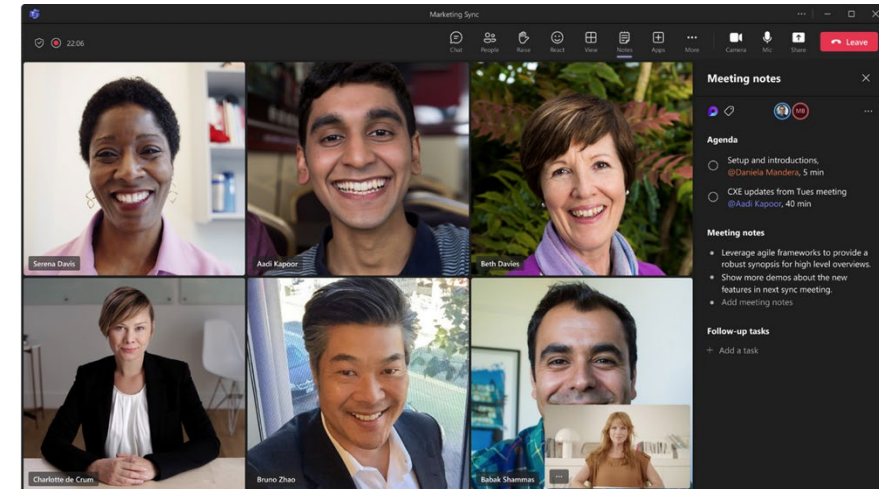 Marketing Sync
22:06
Chat
People
Raise
React
View
Notes
Apps
More
Camera
Mic
Share
Leave
Serena Davis
Aadi Kapoor
Beth Davies
Charlotte de Crum
Bruno Zhao
Babak Shammas
Meeting notes
MB
Agenda
Setup and introductions,
@Daniela Mandera, 5 min
CXE updates from Tues meeting
@Aadi Kapoor, 40 min
Meeting notes
Leverage agile frameworks to provide a
robust synopsis for high level overviews.
Show more demos about the new
features in next sync meeting.
Add meeting notes
Follow-up tasks
+ Add a task